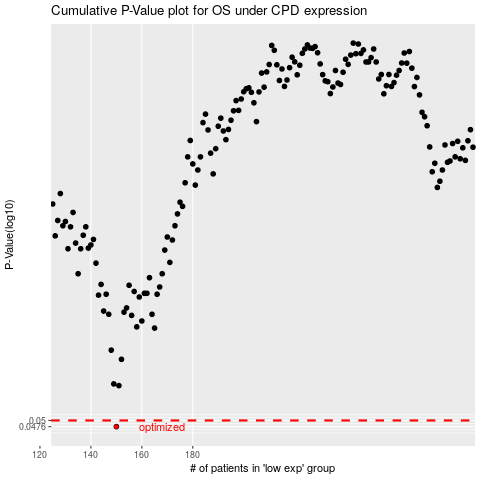 Cumulative P-Value plot for OS under CPD expression
P-Value(log10)
0.05
0.0476
optimized
120 140 160 180
# of patients in 'low exp' group